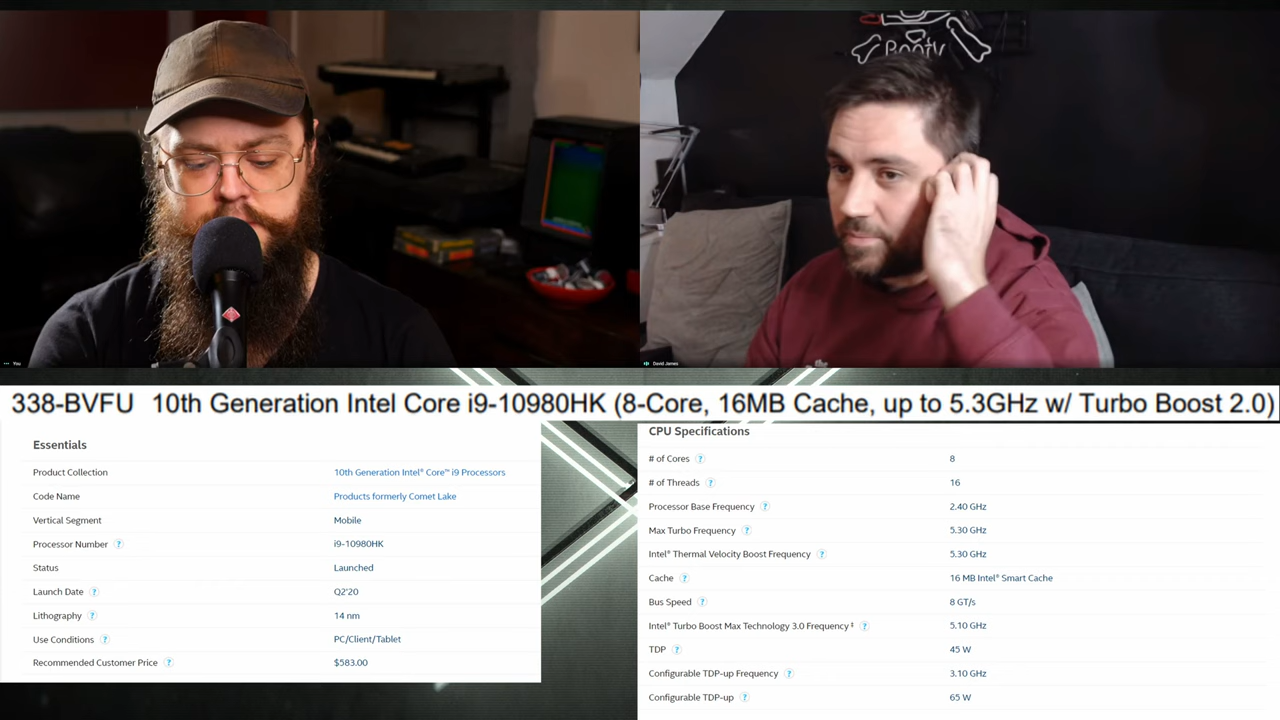 Booty
You
David James
338-BVFU 10th Generation Intel Core i9-10980HK (8-Core, 16MB Cache, up to 5.3GHz w/ Turbo Boost 2.0)
Essentials
Product Collection 10th Generation Intel® Core™ i9 Processors
Code Name Products formerly Comet Lake
Vertical Segment Mobile
Processor Number ? i9-10980HK
Status Launched
Launch Date ? Q2'20
Lithography ? 14 nm
Use Conditions ? PC/Client/Tablet
Recommended Customer Price ? $583.00
CPU Specifications
# of Cores ? 8
# of Threads ? 16
Processor Base Frequency ? 2.40 GHz
Max Turbo Frequency ? 5.30 GHz
Intel® Thermal Velocity Boost Frequency ? 5.30 GHz
Cache ? 16 MB Intel® Smart Cache
Bus Speed ? 8 GT/s
Intel® Turbo Boost Max Technology 3.0 Frequency ‡ ? 5.10 GHz
TDP ? 45 W
Configurable TDP-up Frequency ? 3.10 GHz
Configurable TDP-up ? 65 W